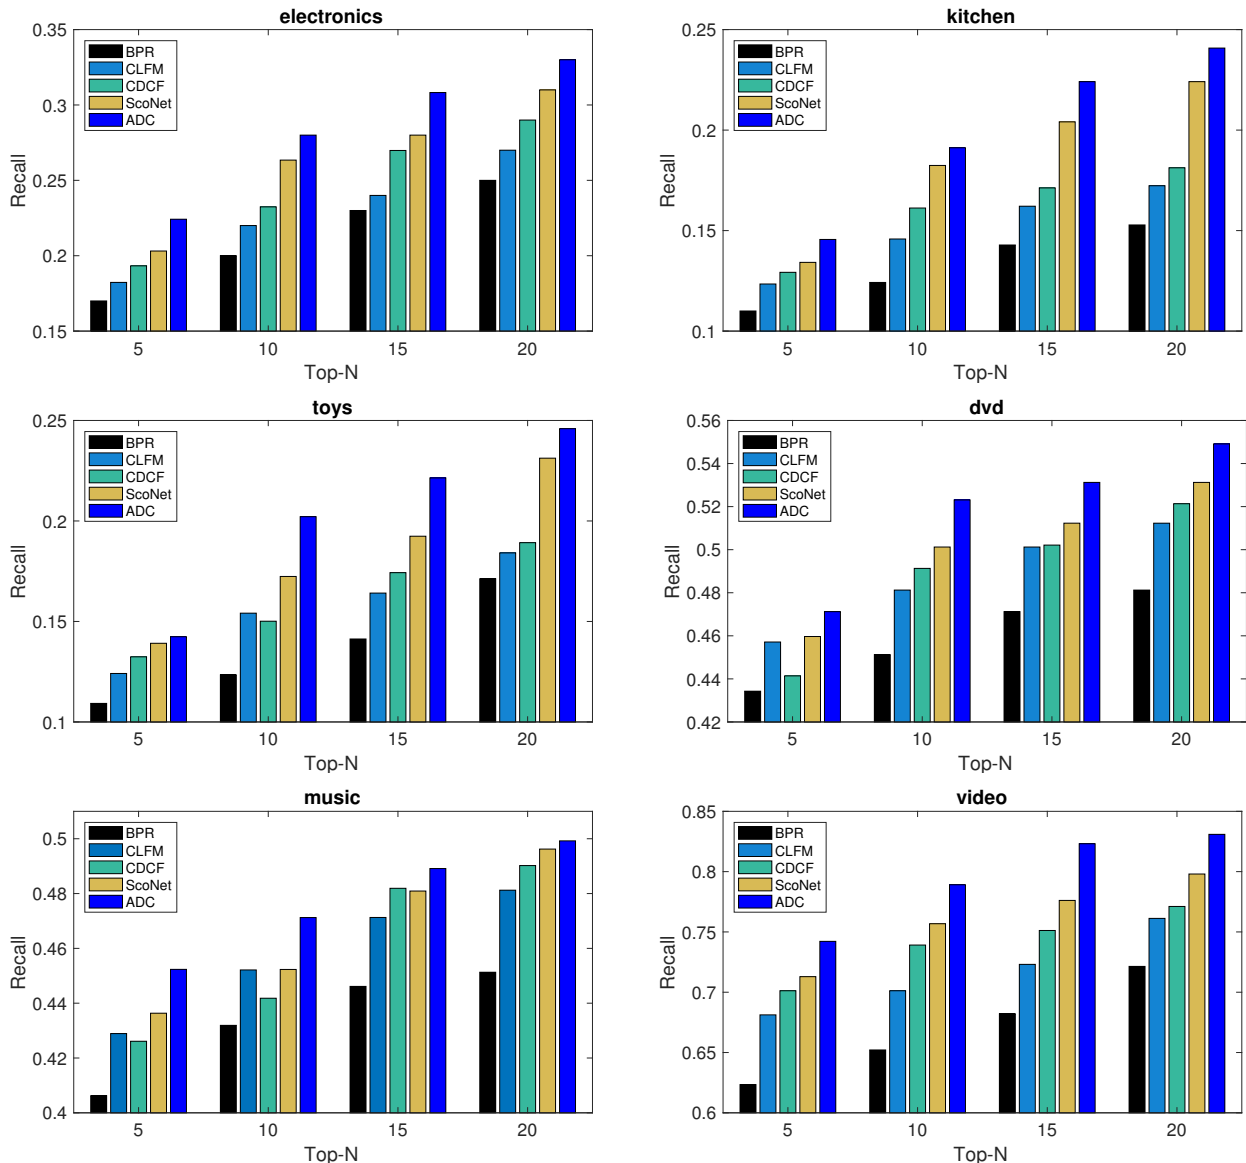 electronics
0.35
0.3
0.25
0.2
0.15
Recall
BPR
CLFM
CDCF
ScoNet
ADC
5 10 15 20
Top-N
kitchen
0.25
0.2
0.15
0.1
Recall
BPR
CLFM
CDCF
ScoNet
ADC
5 10 15 20
Top-N
toys
0.25
0.2
0.15
0.1
Recall
BPR
CLFM
CDCF
ScoNet
ADC
5 10 15 20
Top-N
dvd
0.56
0.54
0.52
0.5
0.48
0.46
0.44
0.42
Recall
BPR
CLFM
CDCF
ScoNet
ADC
5 10 15 20
Top-N
music
0.5
0.48
0.46
0.44
0.42
0.4
Recall
BPR
CLFM
CDCF
ScoNet
ADC
5 10 15 20
Top-N
video
0.85
0.8
0.75
0.7
0.65
0.6
Recall
BPR
CLFM
CDCF
ScoNet
ADC
5 10 15 20
Top-N